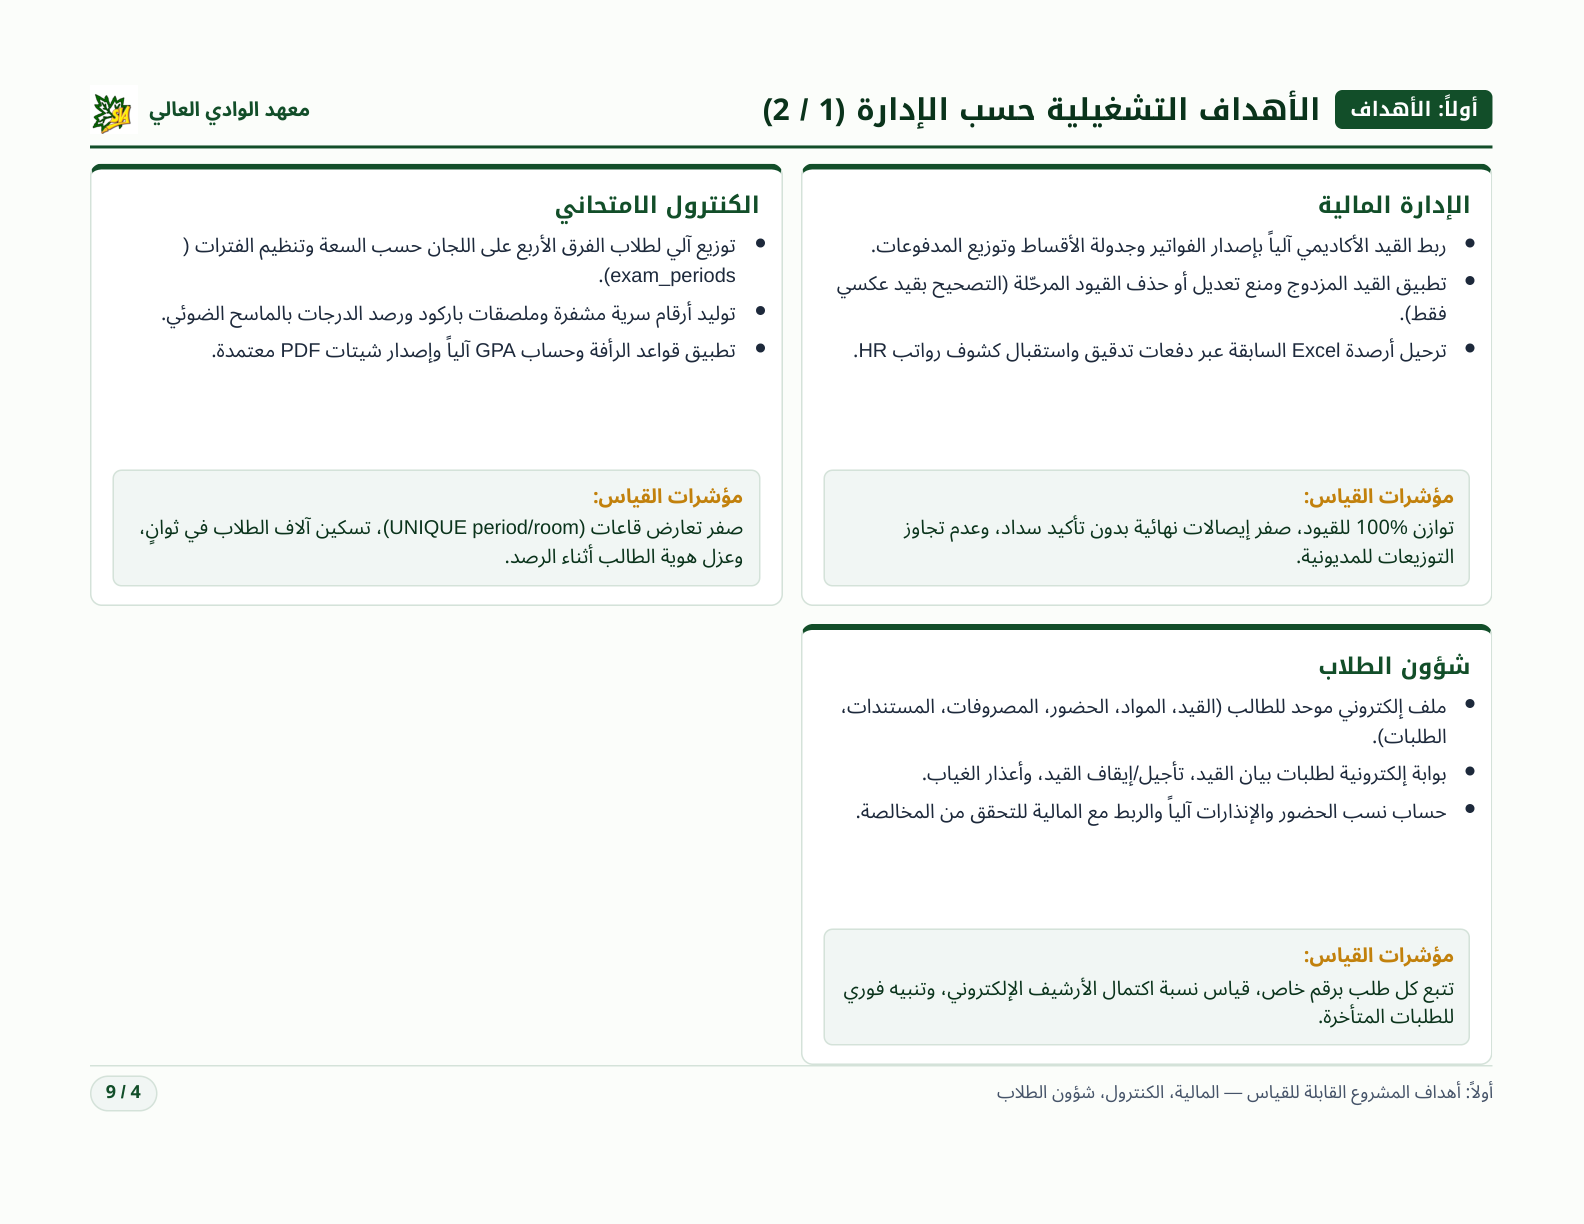 أولاً: الأهداف
الأهداف التشغيلية حسب الإدارة (1 / 2)
معهد الوادي العالي
الإدارة المالية
ربط القيد الأكاديمي آلياً بإصدار الفواتير وجدولة الأقساط وتوزيع المدفوعات.
تطبيق القيد المزدوج ومنع تعديل أو حذف القيود المرحّلة (التصحيح بقيد عكسي
فقط).
ترحيل أرصدة Excel السابقة عبر دفعات تدقيق واستقبال كشوف رواتب HR.
مؤشرات القياس:
توازن 100% للقيود، صفر إيصالات نهائية بدون تأكيد سداد، وعدم تجاوز
التوزيعات للمديونية.
الكنترول الامتحاني
توزيع آلي لطلاب الفرق الأربع على اللجان حسب السعة وتنظيم الفترات (
exam_periods).
توليد أرقام سرية مشفرة وملصقات باركود ورصد الدرجات بالماسح الضوئي.
تطبيق قواعد الرأفة وحساب GPA آلياً وإصدار شيتات PDF معتمدة.
مؤشرات القياس:
صفر تعارض قاعات (UNIQUE period/room)، تسكين آلاف الطلاب في ثوانٍ،
وعزل هوية الطالب أثناء الرصد.
شؤون الطلاب
ملف إلكتروني موحد للطالب (القيد، المواد، الحضور، المصروفات، المستندات،
الطلبات).
بوابة إلكترونية لطلبات بيان القيد، تأجيل/إيقاف القيد، وأعذار الغياب.
حساب نسب الحضور والإنذارات آلياً والربط مع المالية للتحقق من المخالصة.
مؤشرات القياس:
تتبع كل طلب برقم خاص، قياس نسبة اكتمال الأرشيف الإلكتروني، وتنبيه فوري
للطلبات المتأخرة.
أولاً: أهداف المشروع القابلة للقياس — المالية، الكنترول، شؤون الطلاب
9 / 4